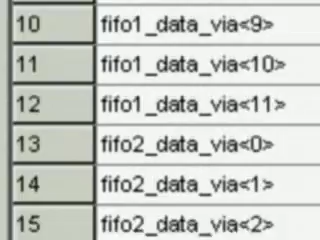 10 fifo1_data_via<9>
11 fifo1_data_via<10>
12 fifo1_data_via<11>
13 fifo2_data_via<0>
14 fifo2_data_via<1>
15 fifo2_data_via<2>